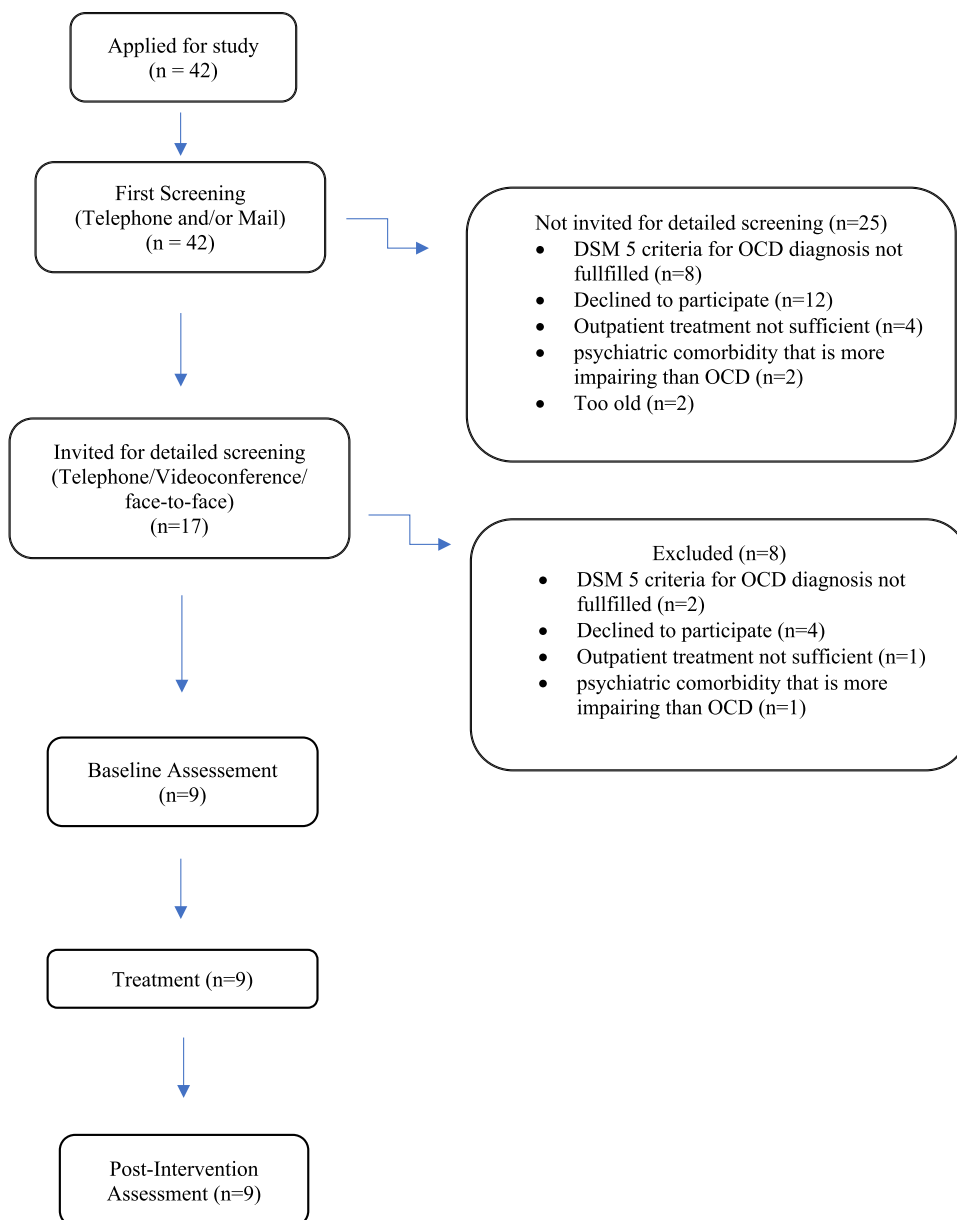 Applied for study
(n = 42)
First Screening
(Telephone and/or Mail)
(n = 42)
Not invited for detailed screening (n=25)
• DSM 5 criteria for OCD diagnosis not
fullfilled (n=8)
• Declined to participate (n=12)
• Outpatient treatment not sufficient (n=4)
• psychiatric comorbidity that is more
impairing than OCD (n=2)
• Too old (n=2)
Invited for detailed screening
(Telephone/Videoconference/
face-to-face)
(n=17)
Excluded (n=8)
• DSM 5 criteria for OCD diagnosis not
fullfilled (n=2)
• Declined to participate (n=4)
• Outpatient treatment not sufficient (n=1)
• psychiatric comorbidity that is more
impairing than OCD (n=1)
Baseline Assessement
(n=9)
Treatment (n=9)
Post-Intervention
Assessment (n=9)